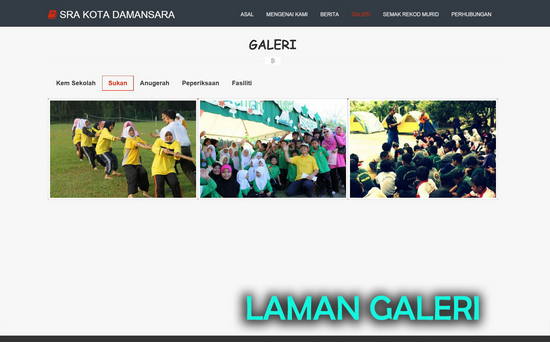 SRA KOTA DAMANSARA
ASAL MENGENAI KAMI BERITA GALERI SEMAK REKOD MURID PERHUBUNGAN
GALERI
Kem Sekolah Sukan Anugerah Peperiksaan Fasiliti
LAMAN GALERI